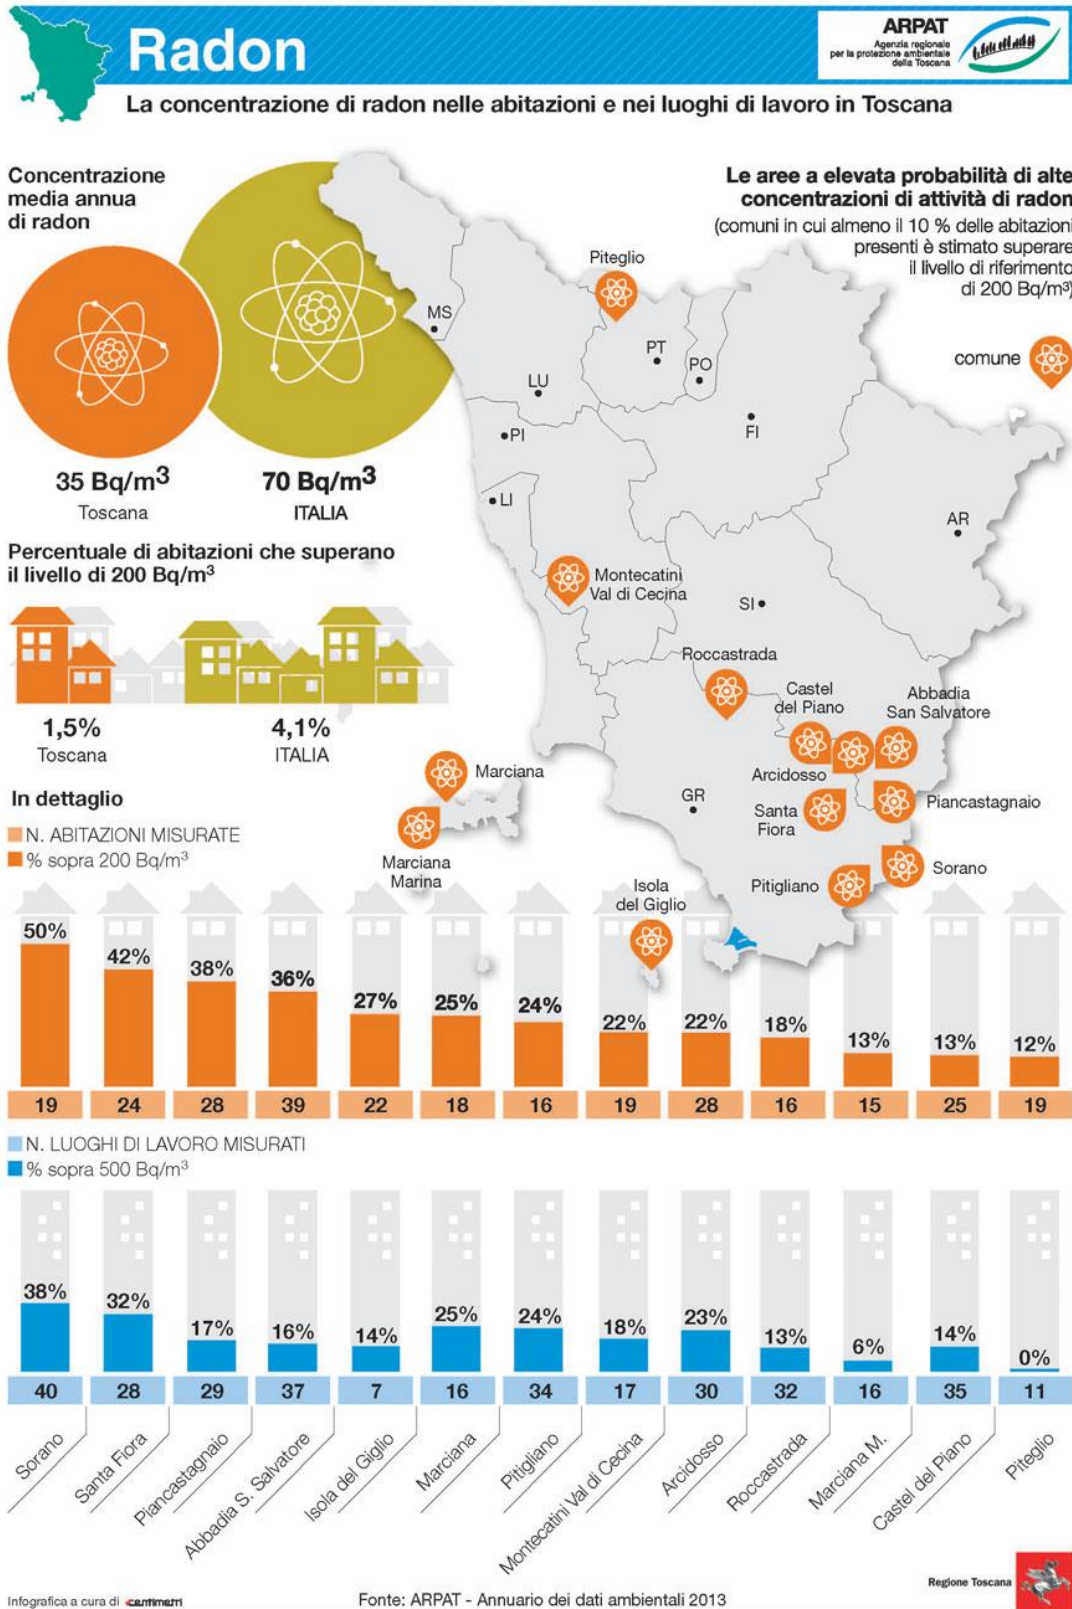 Radon
ARPAT
Agenzia regionale
per la protezione ambientale
della Toscana
La concentrazione di radon nelle abitazioni e nei luoghi di lavoro in Toscana
Concentrazione
media annua
di radon
35 Bq/m³
Toscana
70 Bq/m³
ITALIA
Le aree a elevata probabilità di alte
concentrazioni di attività di radon
(comuni in cui almeno il 10 % delle abitazioni
presenti è stimato superare
il livello di riferimento
di 200 Bq/m³)
comune
Piteglio
MS
PT
PO
LU
PI
FI
LI
AR
Montecatini
Val di Cecina
SI
Roccastrada
Castel
del Piano
Abbadia
San Salvatore
Arcidosso
GR
Santa
Fiora
Piancastagnaio
Pitigliano
Sorano
Marciana
Marciana
Marina
Isola
del Giglio
Percentuale di abitazioni che superano
il livello di 200 Bq/m³
1,5%
Toscana
4,1%
ITALIA
In dettaglio
N. ABITAZIONI MISURATE
% sopra 200 Bq/m³
50% 42% 38% 36% 27% 25% 24% 22% 22% 18% 13% 13% 12%
19 24 28 39 22 18 16 19 28 16 15 25 19
N. LUOGHI DI LAVORO MISURATI
% sopra 500 Bq/m³
38% 32% 17% 16% 14% 25% 24% 18% 23% 13% 6% 14% 0%
40 28 29 37 7 16 34 17 30 32 16 35 11
Sorano
Santa Fiora
Piancastagnaio
Abbadia S. Salvatore
Isola del Giglio
Marciana
Pitigliano
Montecatini Val di Cecina
Arcidosso
Roccastrada
Marciana M.
Castel del Piano
Piteglio
Infografica a cura di centimetri
Fonte: ARPAT - Annuario dei dati ambientali 2013
Regione Toscana